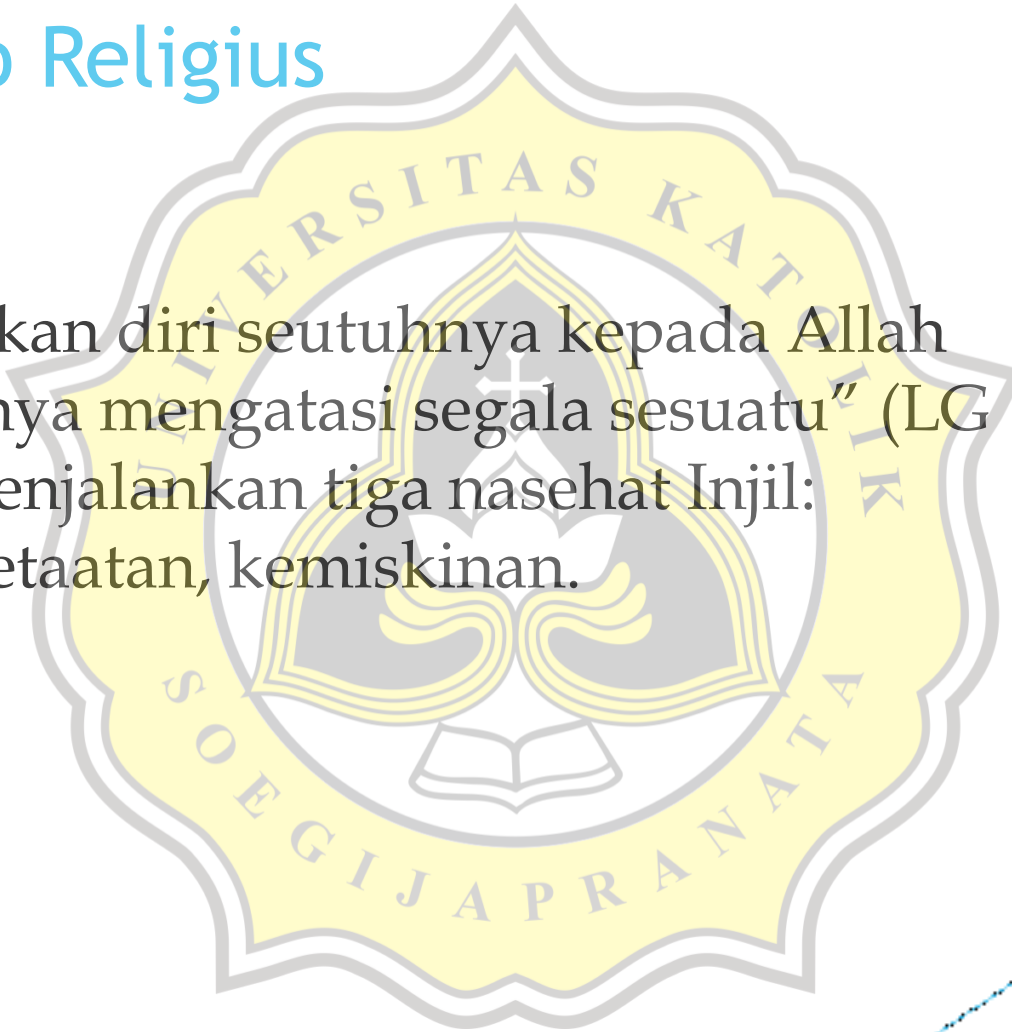 Religius
kan diri seutuhnya kepada Allah
nya mengatasi segala sesuatu” (LG
enjalankan tiga nasehat Injil:
etaatan, kemiskinan.
UNIVERSITAS KATOLIK
SOEGIJAPRANATA